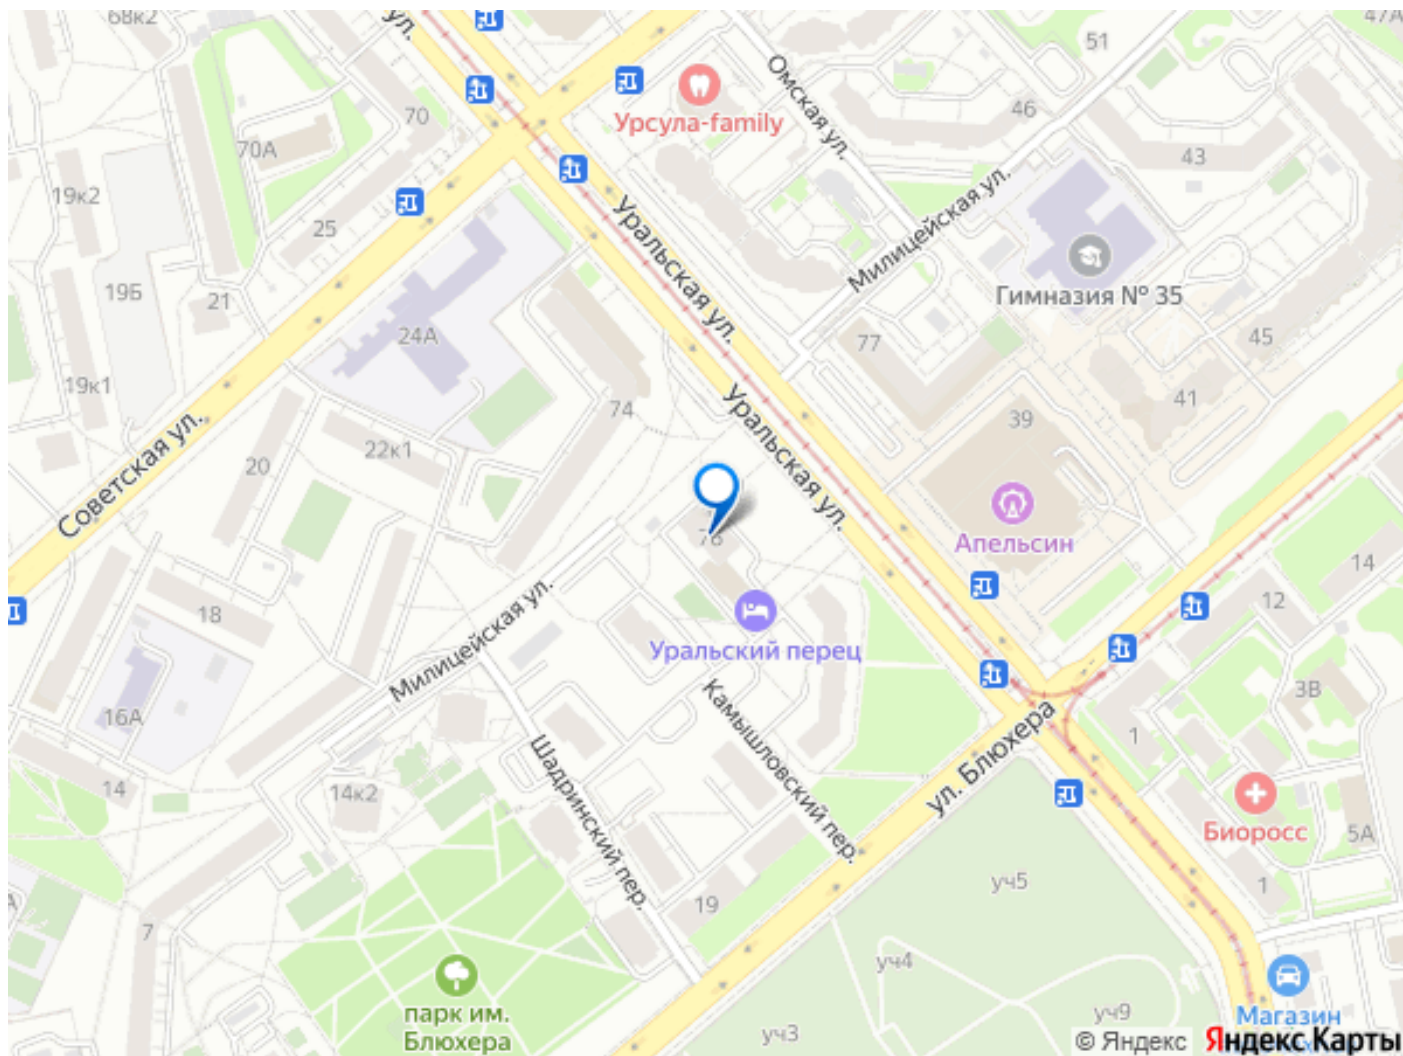 68к2
ул.
51
47А
Омская ул.
46
Урсула-family
70
70А
43
19к2
25
Уральская ул.
Милицейская ул.
Гимназия № 35
19Б
21
24А
77
45
19к1
74
Уральская ул.
41
39
Советская ул.
20
22к1
76
Апельсин
14
12
18
Милицейская ул.
Уральский перец
3В
16А
Камышловский пер.
ул. Блюхера
1
Шадринский пер.
14
14к2
Биоросс
5А
уч5
1
19
7
уч4
парк им.
Блюхера
уч3
уч9
Магазин
© Яндекс
Яндекс Карты